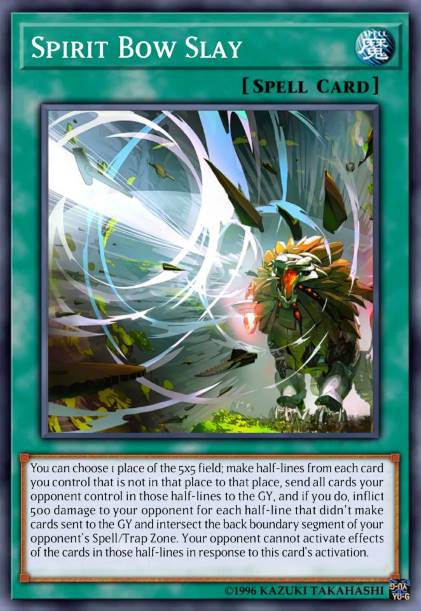 SPIRIT BOW SLAY
[SPELL CARD]
You can choose 1 place of the 5x5 field; make half-lines from each card
you control that is not in that place to that place, send all cards your
opponent control in those half-lines to the GY, and if you do, inflict
500 damage to your opponent for each half-line that didn't make
cards sent to the GY and intersect the back boundary segment of your
opponent's Spell/Trap Zone. Your opponent cannot activate effects
of the cards in those half-lines in response to this card's activation.
©1996 KAZUKI TAKAHASHI